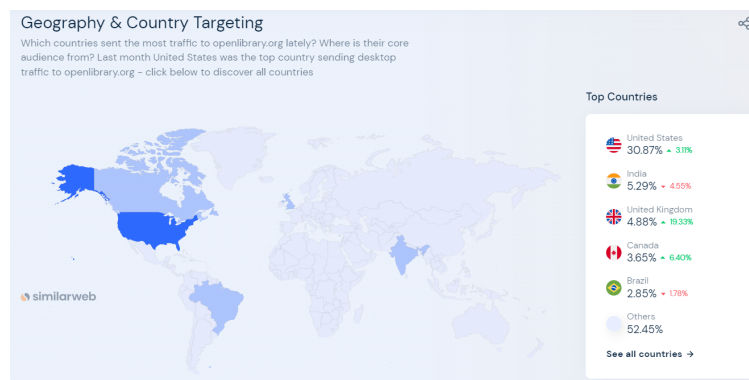 Geography & Country Targeting
Which countries sent the most traffic to openlibrary.org lately? Where is their core
audience from? Last month United States was the top country sending desktop
traffic to openlibrary.org - click below to discover all countries
Top Countries
United States
30.87% 3.11%
India
5.29% 4.55%
United Kingdom
4.88% 19.33%
Canada
3.65% 6.40%
Brazil
2.85% 1.78%
Others
52.45%
See all countries →
similarweb